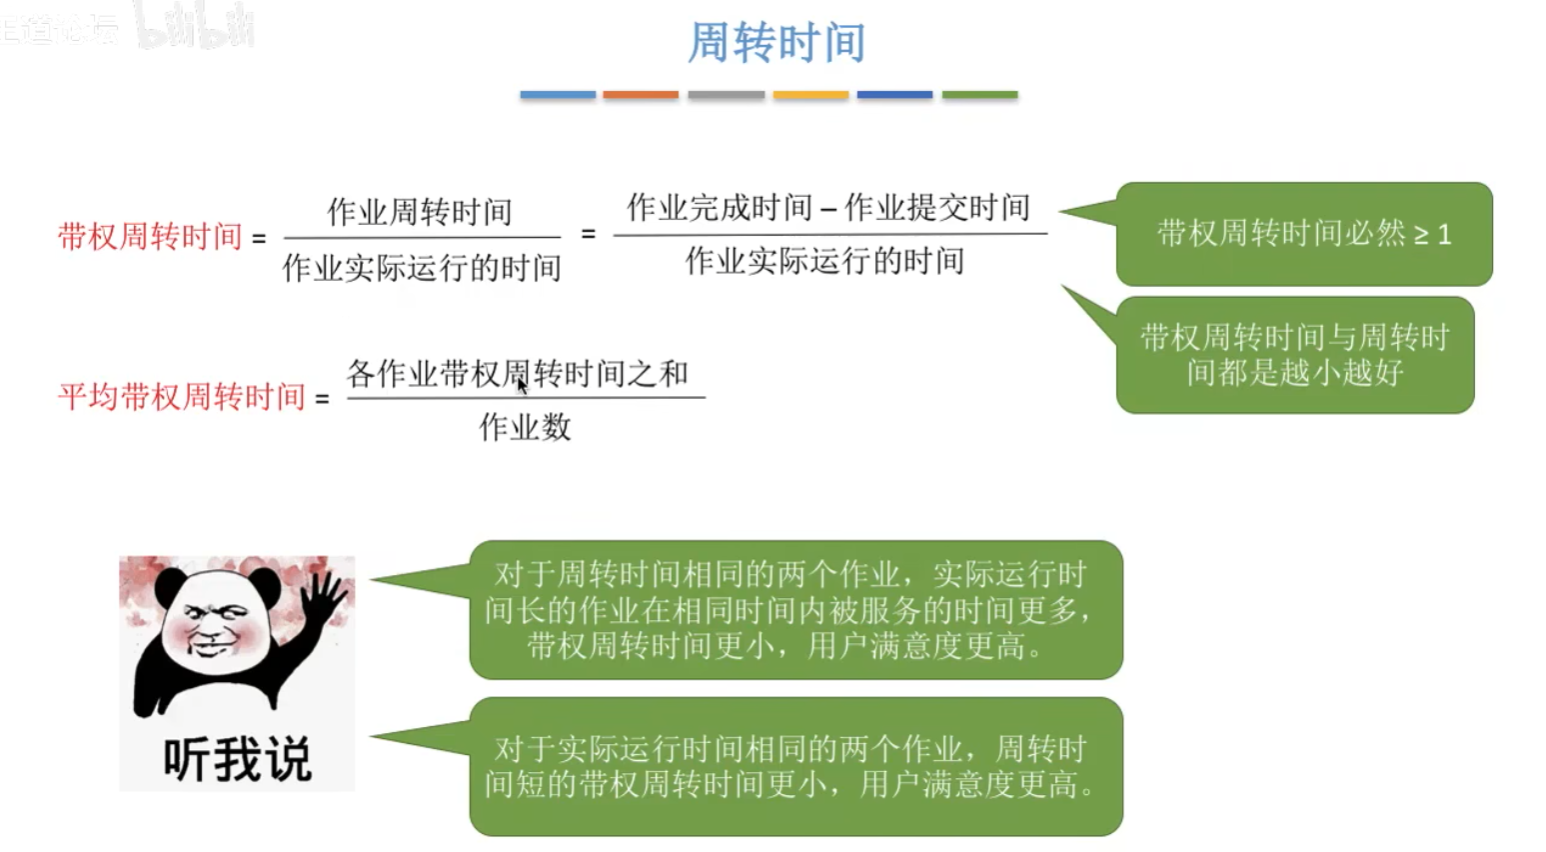 王道论坛 bilibili
周转时间
带权周转时间 = 作业周转时间 / 作业实际运行的时间 = 作业完成时间 – 作业提交时间 / 作业实际运行的时间
带权周转时间必然 ≥ 1
带权周转时间与周转时
间都是越小越好
平均带权周转时间 = 各作业带权周转时间之和 / 作业数
对于周转时间相同的两个作业，实际运行时
间长的作业在相同时间内被服务的时间更多，
带权周转时间更小，用户满意度更高。
听我说
对于实际运行时间相同的两个作业，周转时
间短的带权周转时间更小，用户满意度更高。